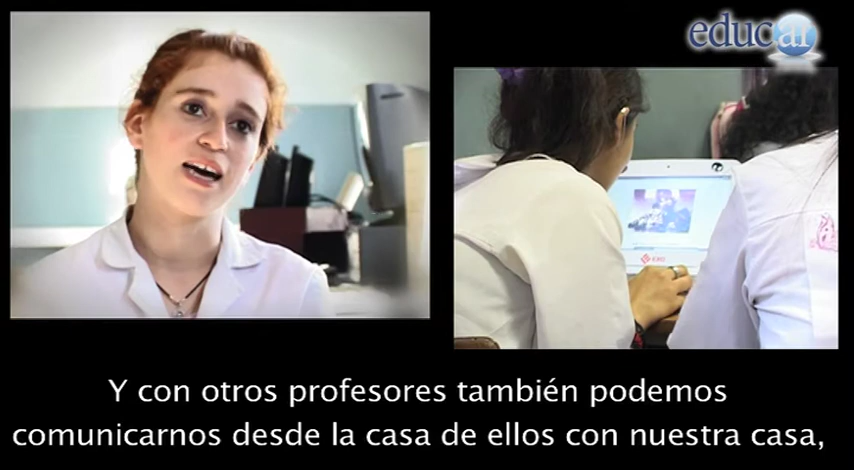 educ.ar
Y con otros profesores también podemos
comunicarnos desde la casa de ellos con nuestra casa,